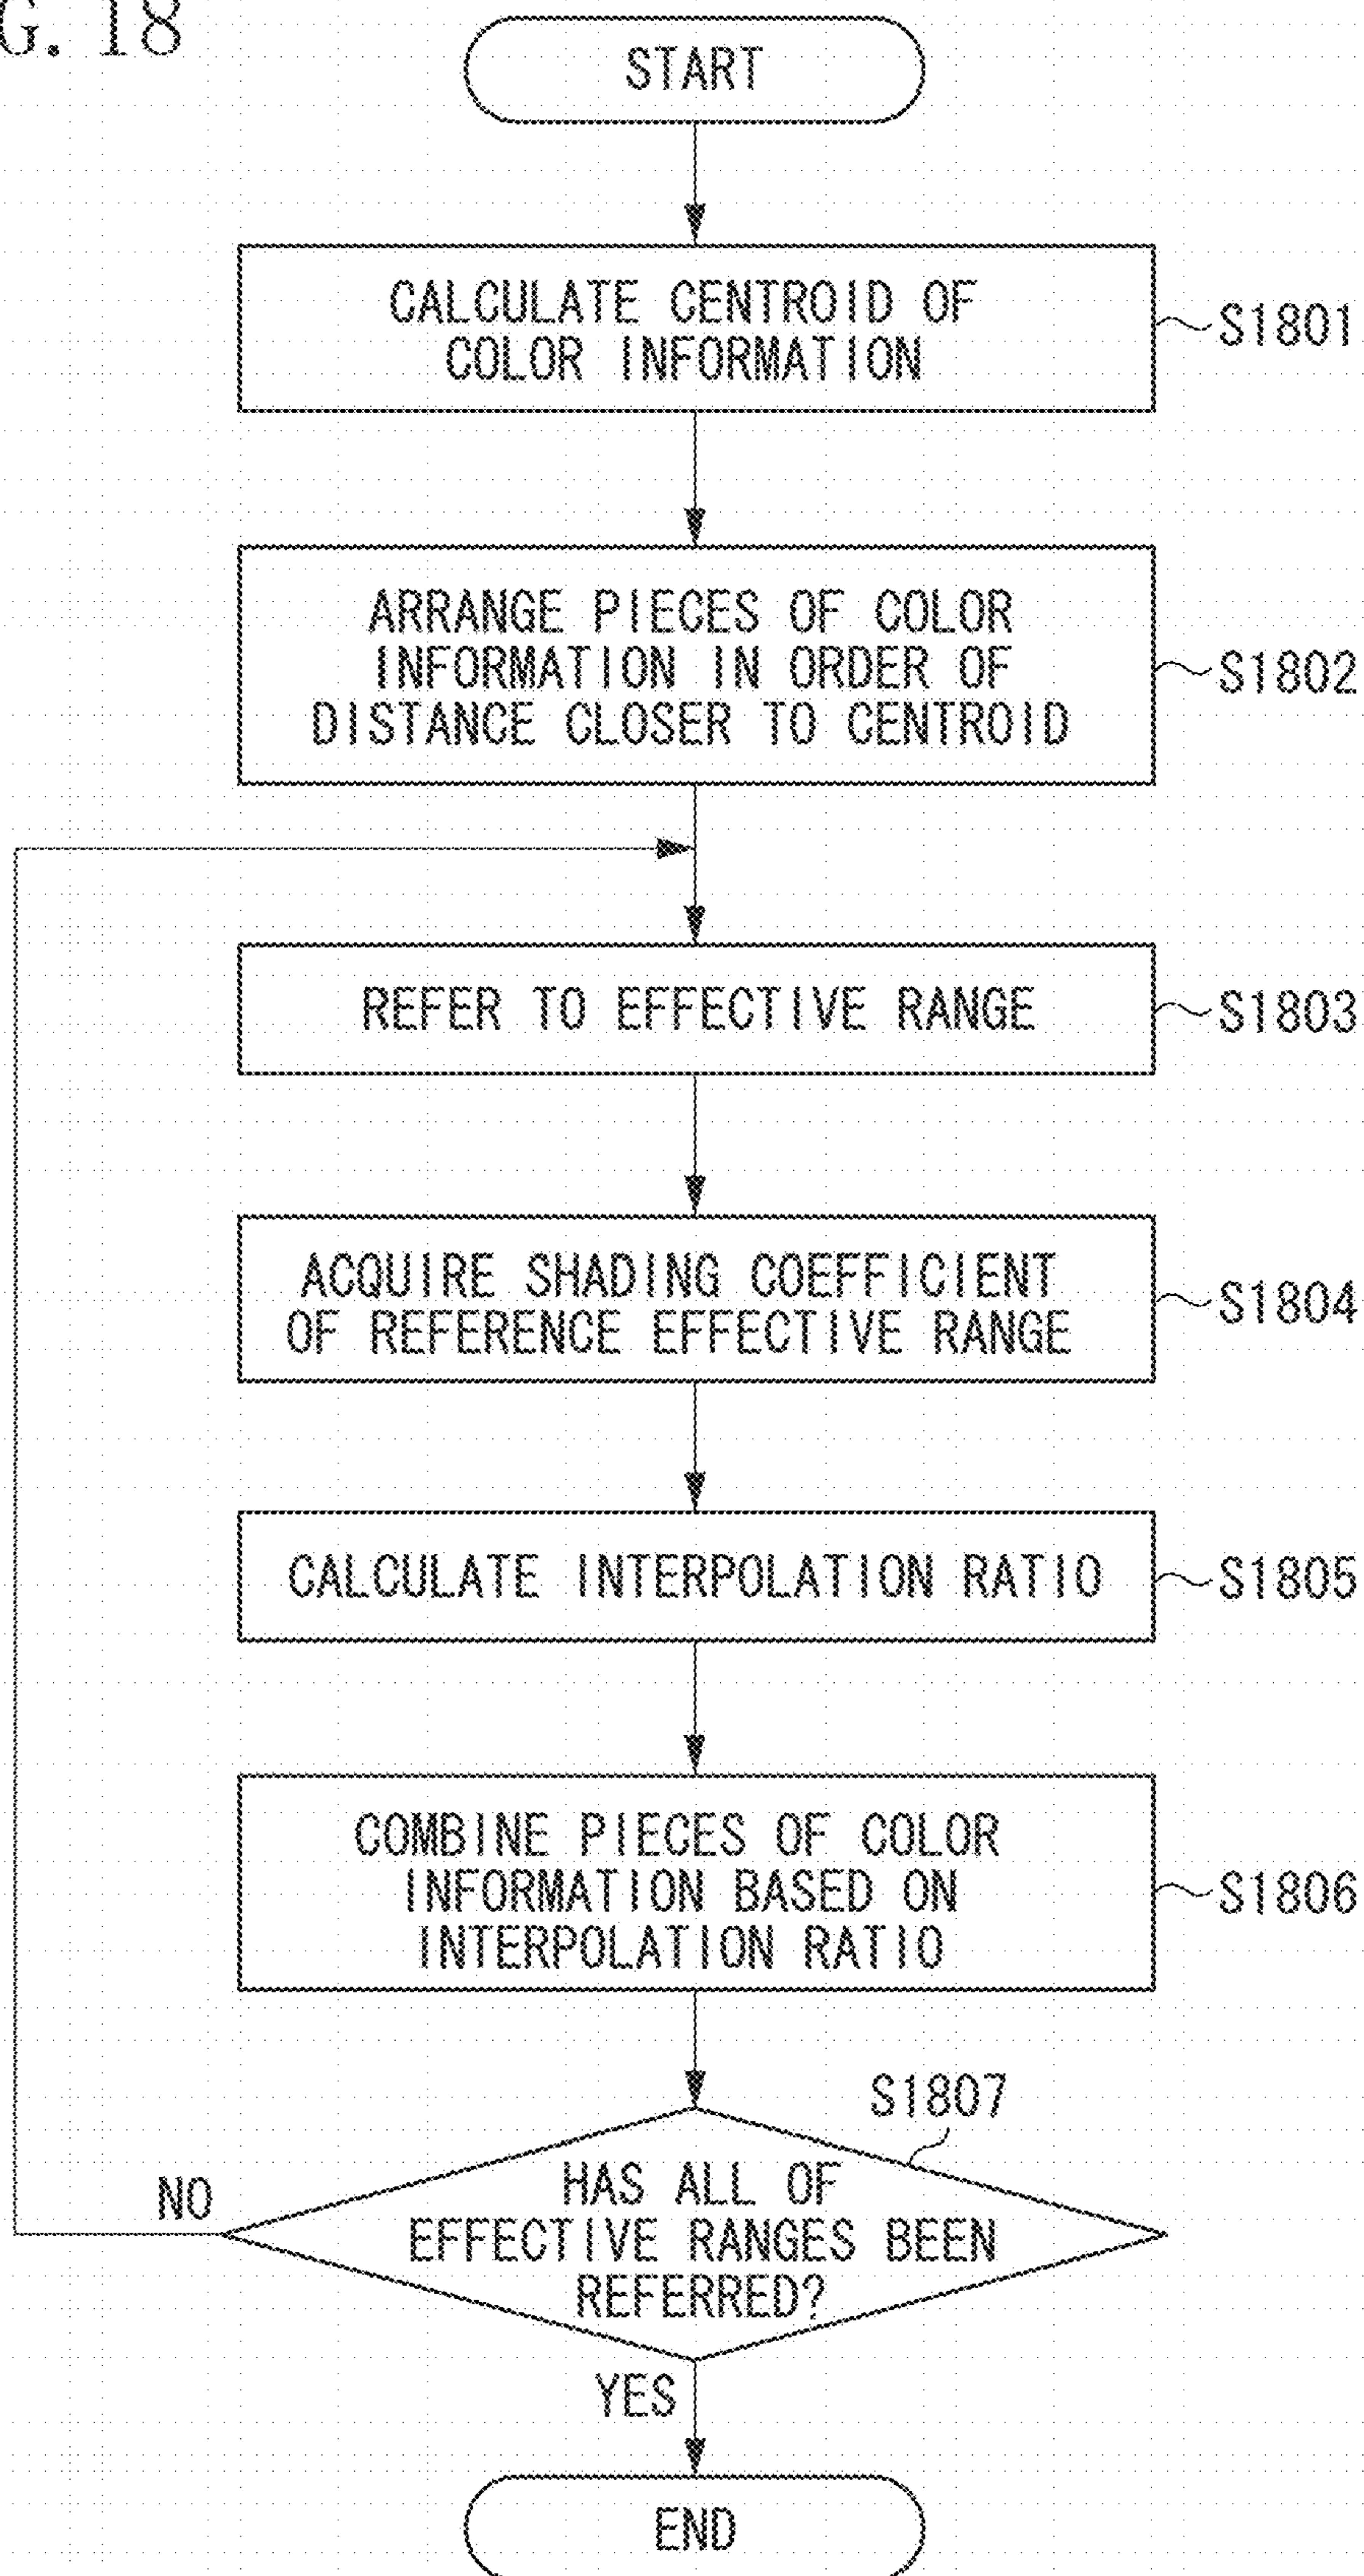 G. 18
START
CALCULATE CENTROID OF
COLOR INFORMATION
S1801
ARRANGE PIECES OF COLOR
INFORMATION IN ORDER OF
DISTANCE CLOSER TO CENTROID
S1802
REFER TO EFFECTIVE RANGE
S1803
ACQUIRE SHADING COEFFICIENT
OF REFERENCE EFFECTIVE RANGE
S1804
CALCULATE INTERPOLATION RATIO
S1805
COMBINE PIECES OF COLOR
INFORMATION BASED ON
INTERPOLATION RATIO
S1806
S1807
HAS ALL OF
EFFECTIVE RANGES BEEN
REFERRED?
NO
YES
END